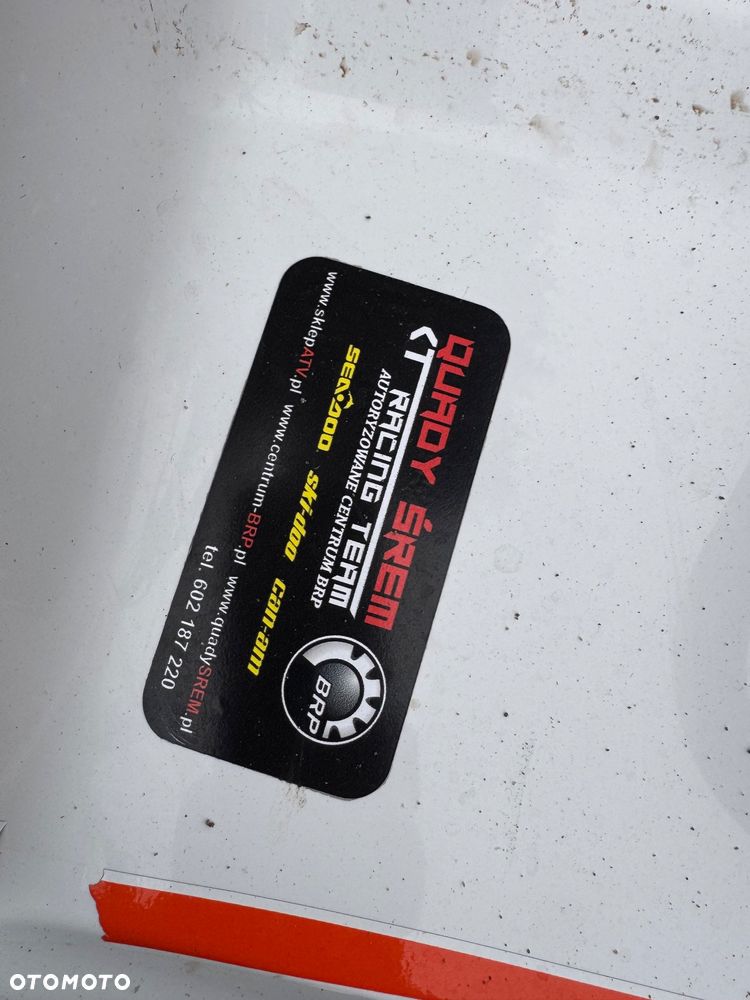 QUADY ŚREM
KT RACING TEAM
AUTORYZOWANE CENTRUM BRP
BRP
sea-doo ski-doo can-am
www.sklepATV.pl www.centrum-BRP.pl www.quadySREM.pl
tel. 602 187 220
OTOMOTO